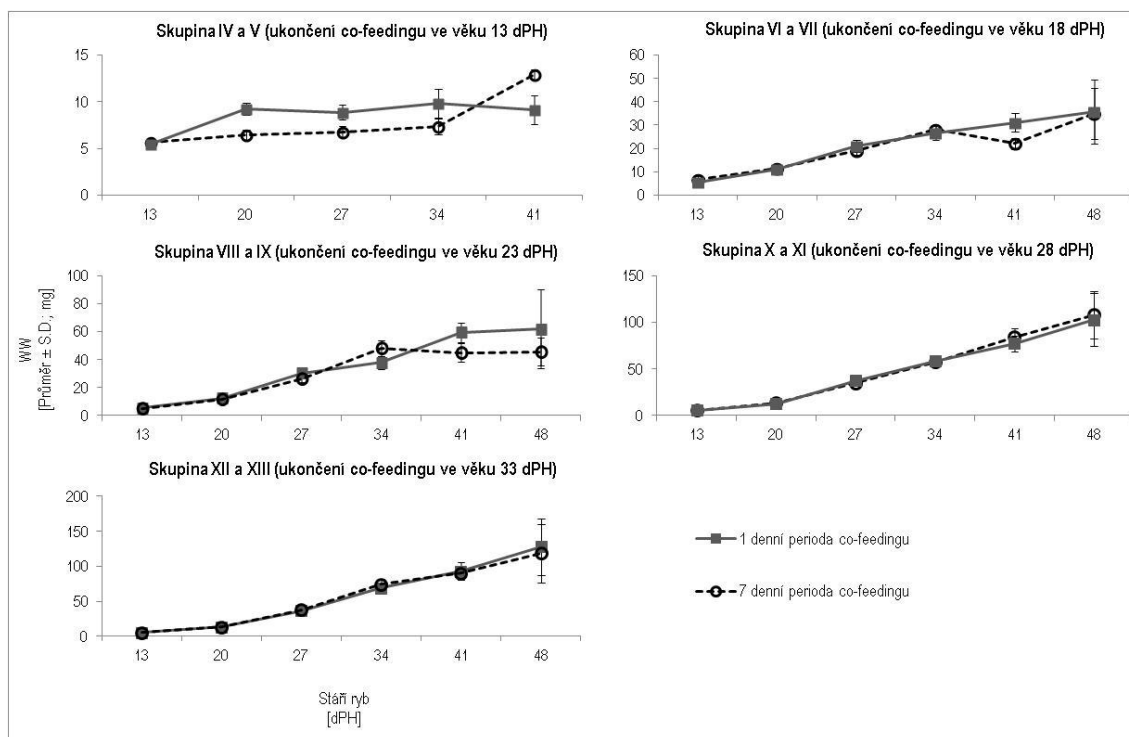 Skupina IV a V (ukončení co-feedingu ve věku 13 dPH)
15
10
5
0
13 20 27 34 41
Skupina VI a VII (ukončení co-feedingu ve věku 18 dPH)
60
50
40
30
20
10
0
13 20 27 34 41 48
Skupina VIII a IX (ukončení co-feedingu ve věku 23 dPH)
100
80
60
40
20
0
13 20 27 34 41 48
WW
[Průměr ± S.D.; mg]
Skupina X a XI (ukončení co-feedingu ve věku 28 dPH)
150
100
50
0
13 20 27 34 41 48
Skupina XII a XIII (ukončení co-feedingu ve věku 33 dPH)
200
150
100
50
0
13 20 27 34 41 48
Stáří ryb
[dPH]
1 denní perioda co-feedingu
7 denní perioda co-feedingu